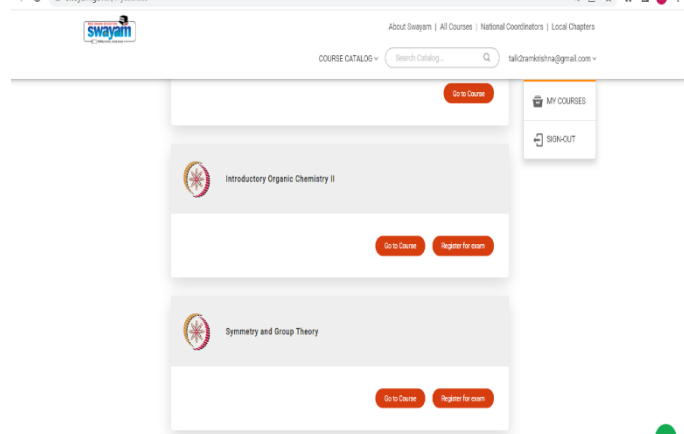 swayam
About Swayam | All Courses | National Coordinators | Local Chapters
COURSE CATALOG
Search Catalog...
talk2ramkrishna@gmail.com
Go to Course
MY COURSES
SIGN-OUT
Introductory Organic Chemistry II
Go to Course
Register for exam
Symmetry and Group Theory
Go to Course
Register for exam